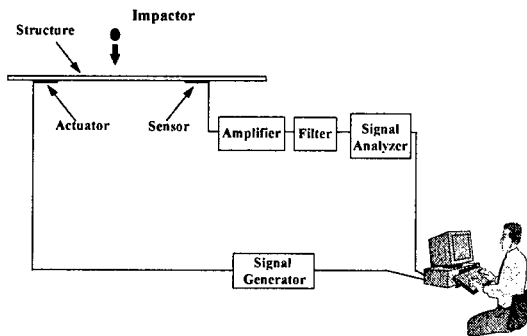 Impactor
Structure
Actuator
Sensor
Amplifier
Filter
Signal
Analyzer
Signal
Generator